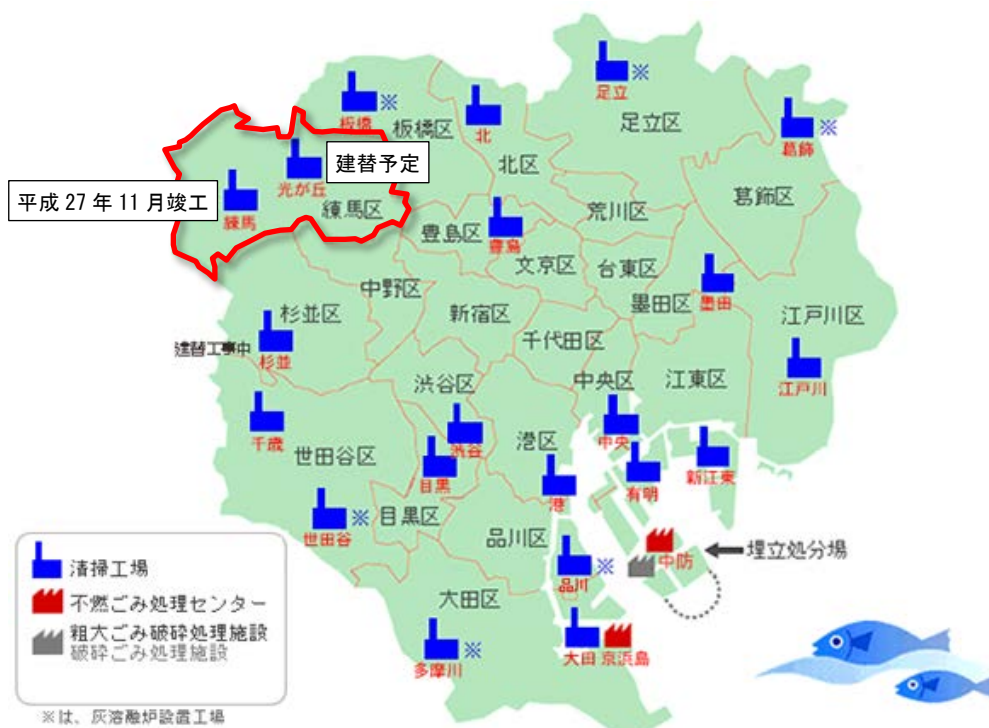 足立
※
板橋
※
板橋区
北
足立区
葛飾
※
建替予定
光が丘
北区
平成 27 年 11 月竣工
練馬
練馬区
荒川区
葛飾区
豊島区
豊島
文京区
台東区
中野区
墨田
墨田区
杉並区
新宿区
江戸川区
千代田区
建替工事中
杉並
渋谷区
中央区
江東区
江戸川
千歳
世田谷区
渋谷
港区
中央
目黒
有明
新江東
港
世田谷
※
目黒区
品川区
中防
埋立処分場
品川
※
大田区
多摩川
※
大田
京浜島
清掃工場
不燃ごみ処理センター
粗大ごみ破砕処理施設
破砕ごみ処理施設
※は、灰溶融炉設置工場